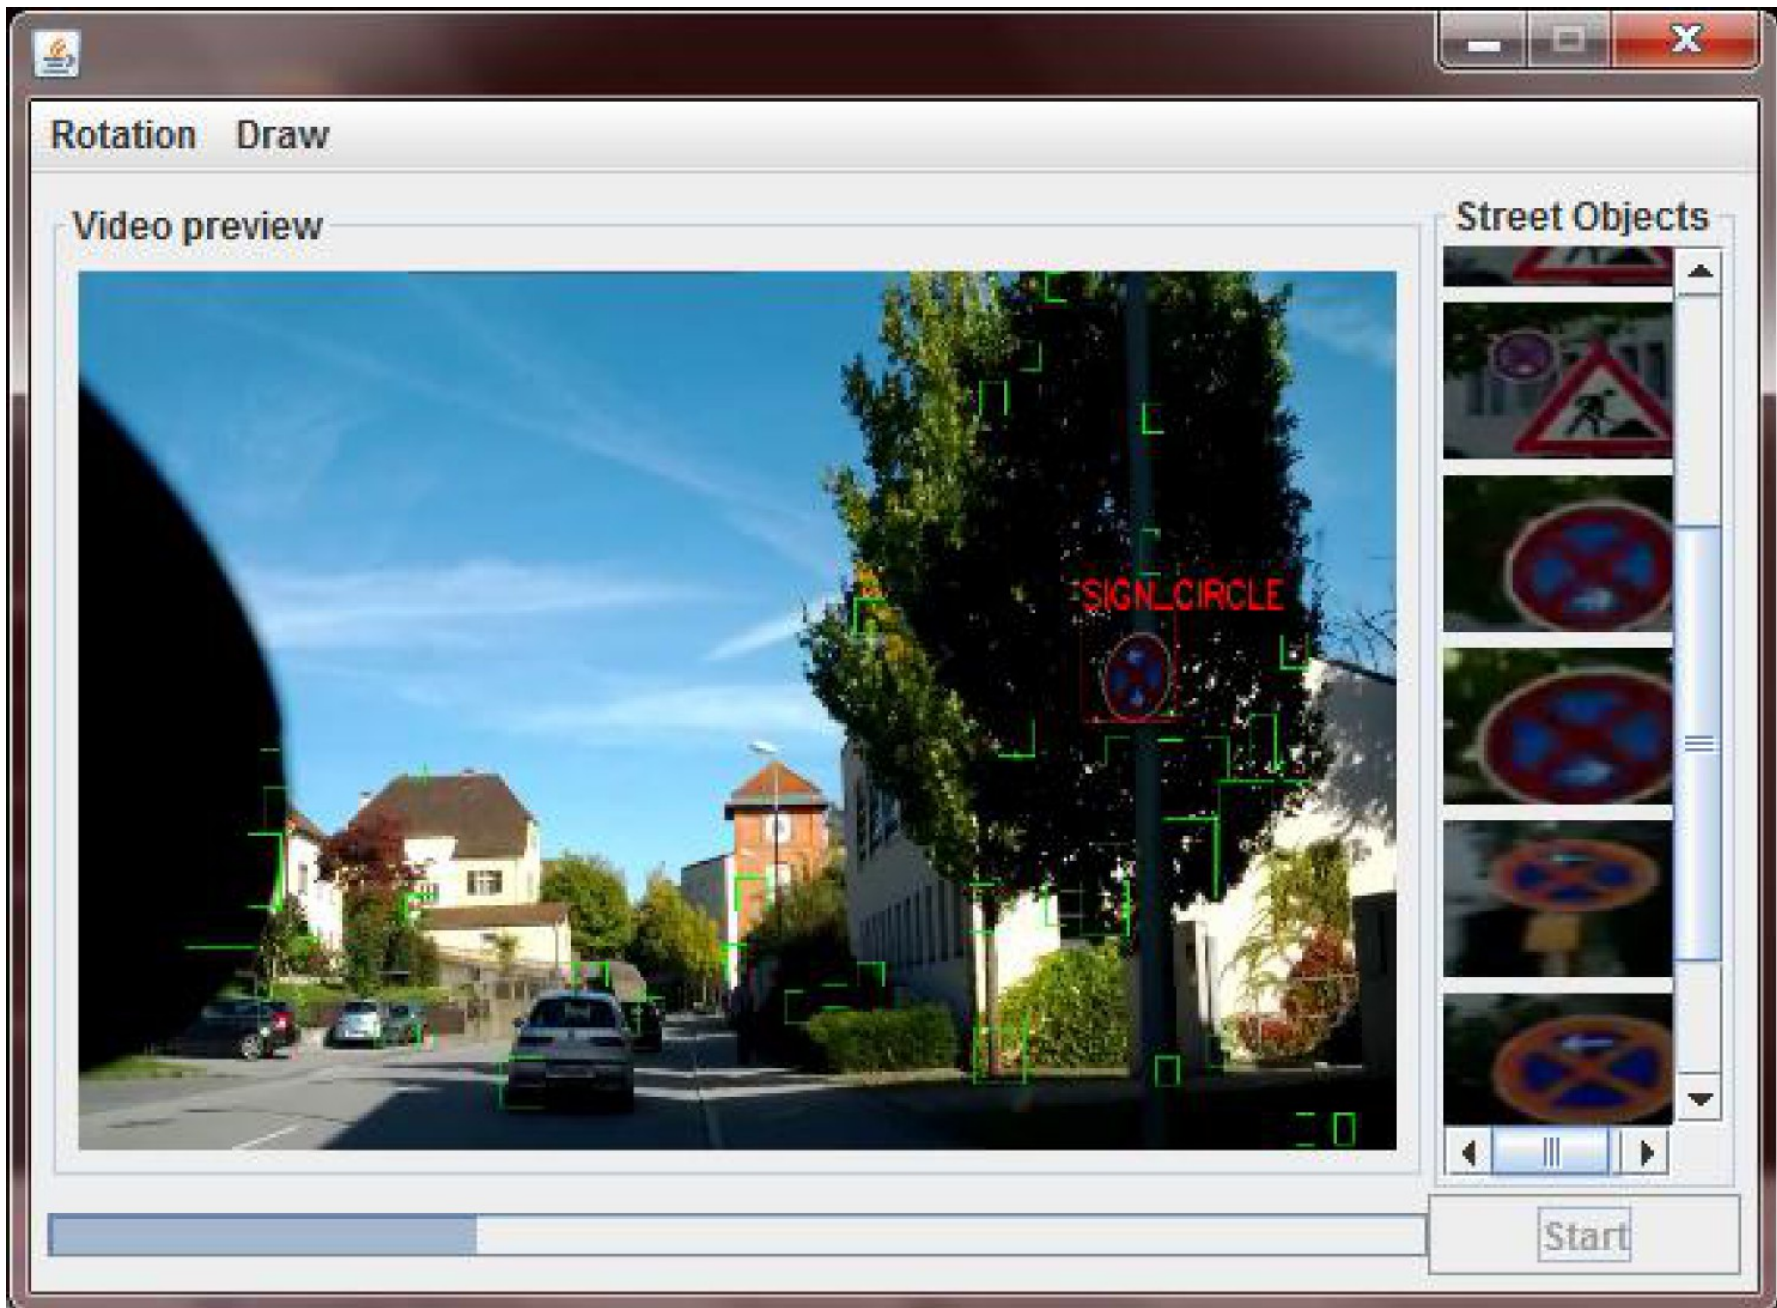 Rotation Draw
Video preview
Street Objects
SIGN_CIRCLE
Start